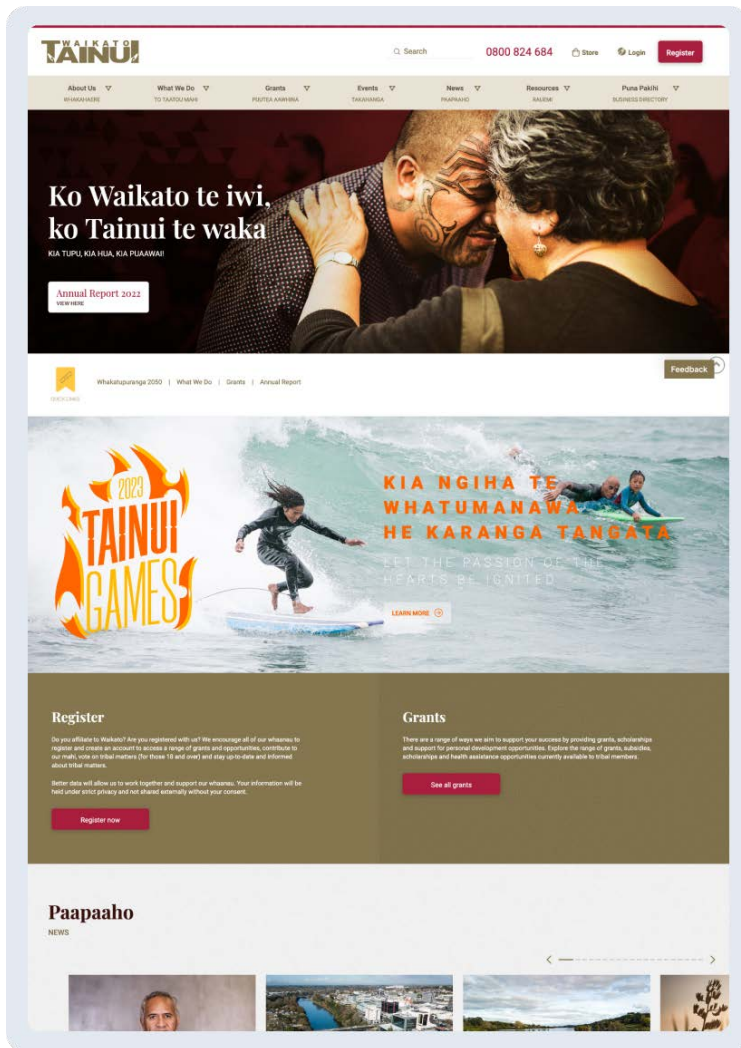 WAIKATO
TAINUI
Search
0800 824 684
Store
Login
Register
About Us
WHAKAHAERE
What We Do
TO TAATOU MAHI
Grants
PUUTEA AAWHINA
Events
TAKAHANGA
News
PAAPAAHO
Resources
RAUEMI
Puna Pakihi
BUSINESS DIRECTORY
Ko Waikato te iwi,
ko Tainui te waka
KIA TUPU, KIA HUA, KIA PUAAWAI!
Annual Report 2022
VIEW HERE
Feedback
QUICK LINKS
Whakatupuranga 2050 | What We Do | Grants | Annual Report
2023
TAINUI
GAMES
KIA NGIHA TE
WHATUMANAWA
HE KARANGA TANGATA
LET THE PASSION OF THE
HEARTS BE IGNITED
LEARN MORE
Register
Do you affiliate to Waikato? Are you registered with us? We encourage all of our whaanau to
register and create an account to access a range of grants and opportunities, contribute to
our mahi, vote on tribal matters (for those 18 and over) and stay up-to-date and informed
about tribal matters.
Better data will allow us to work together and support our whaanau. Your information will be
held under strict privacy and not shared externally without your consent.
Register now
Grants
There are a range of ways we aim to support your success by providing grants, scholarships
and support for personal development opportunities. Explore the range of grants, subsidies,
scholarships and health assistance opportunities currently available to tribal members.
See all grants
Paapaaho
NEWS